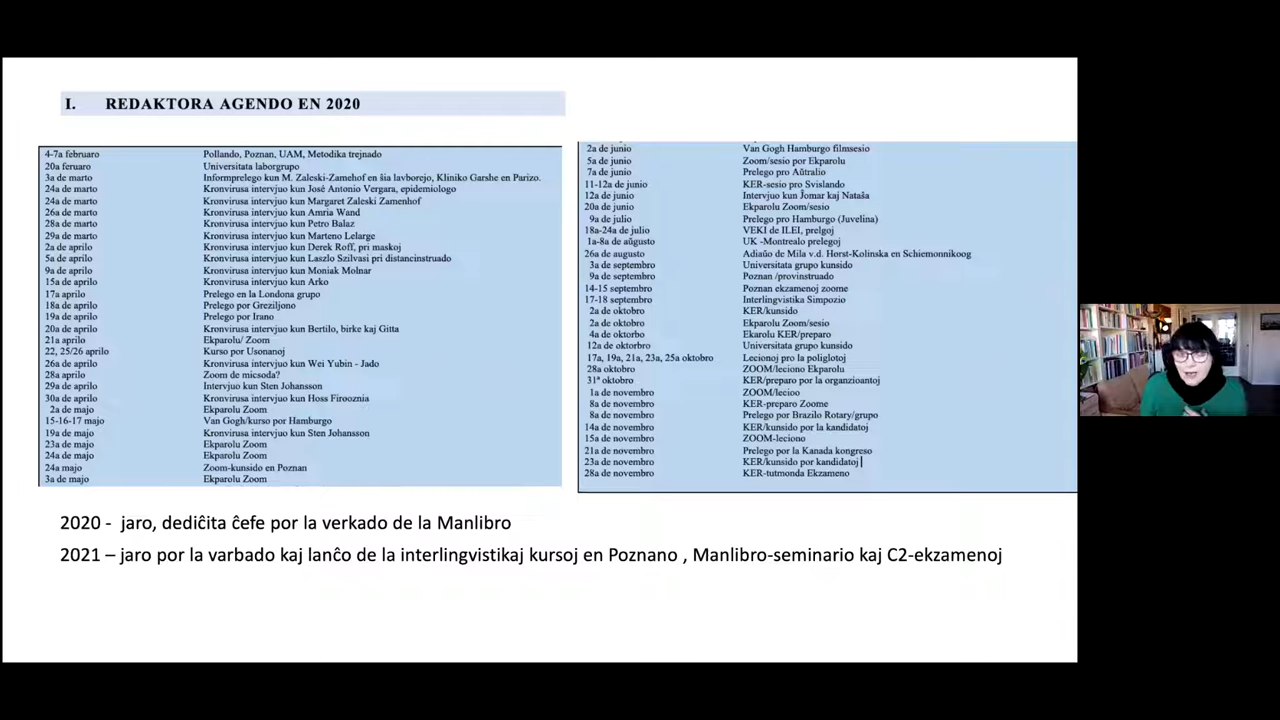 I. REDAKTORA AGENDO EN 2020
4-7a februaro Pollando, Poznan, UAM, Metodika trejnado
20a feruaro Universitata laborgrupo
3a de marto Informprelego kun M. Zaleski-Zamehof en ŝia lavborejo, Kliniko Garshe en Parizo.
24a de marto Kronvirusa intervjuo kun José Antonio Vergara, epidemiologo
24a de marto Kronvirusa intervjuo kun Margaret Zaleski Zamenhof
26a de marto Kronvirusa intervjuo kun Amria Wand
28a de marto Kronvirusa intervjuo kun Petro Balaz
29a de marto Kronvirusa intervjuo kun Marteno Lelarge
2a de aprilo Kronvirusa intervjuo kun Derek Roff, pri maskoj
5a de aprilo Kronvirusa intervjuo kun Laszlo Szilvasi pri distancinstruado
9a de aprilo Kronvirusa intervjuo kun Moniak Molnar
15a de aprilo Kronvirusa intervjuo kun Arko
17a aprilo Prelego en la Londona grupo
18a de aprilo Prelego por Greziljono
19a de aprilo Prelego por Irano
20a de aprilo Kronvirusa intervjuo kun Bertilo, birke kaj Gitta
21a aprilo Ekparolu/ Zoom
22, 25/26 aprilo Kurso por Usonanoj
26a de aprilo Kronvirusa intervjuo kun Wei Yubin - Jado
28a aprilo Zoom de micsoda?
29a de aprilo Intervjuo kun Sten Johansson
30a de aprilo Kronvirusa intervjuo kun Hoss Firooznia
2a de majo Ekparolu Zoom
15-16-17 majo Van Gogh/kurso por Hamburgo
19a de majo Kronvirusa intervjuo kun Sten Johansson
23a de majo Ekparolu Zoom
24a de majo Ekparolu Zoom
24a majo Zoom-kunsido en Poznan
3a de majo Ekparolu Zoom
2a de junio Van Gogh Hamburgo filmsesio
5a de junio Zoom/sesio por Ekparolu
7a de junio Prelego pro Aŭtralio
11-12a de junio KER-sesio pro Svislando
12a de junio Intervjuo kun Ĵomar kaj Nataŝa
20a de junio Ekparolu Zoom/sesio
9a de julio Prelego pro Hamburgo (Juvelina)
18a-24a de julio VEKI de ILEI, prelgoj
1a-8a de aŭgusto UK -Montrealo prelegoj
26a de augusto Adiaŭo de Mila v.d. Horst-Kolinska en Schiemonnikoog
3a de septembro Universitata grupo kunsido
9a de septembro Poznan /provinstruado
14-15 septembro Poznan ekzamenoj zoome
17-18 septembro Interlingvistika Simpozio
2a de oktobro KER/kunsido
2a de oktobro Ekparolu Zoom/sesio
4a de oktorbo Ekarolu KER/preparo
12a de oktorbro Universitata grupo kunsido
17a, 19a, 21a, 23a, 25a oktobro Lecionoj pro la poliglotoj
28a oktobro ZOOM/leciono Ekparolu
31ª oktobro KER/preparo por la organzioantoj
1a de novembro ZOOM/lecioo
8a de novembro KER-preparo Zoome
8a de novembro Prelego por Brazilo Rotary/grupo
14a de novembro KER/kunsido por la kandidatoj
15a de novembro ZOOM-leciono
21a de novembro Prelego por la Kanada kongreso
23a de novembro KER/kunsido por kandidatoj
28a de novembro KER-tutmonda Ekzameno
2020 - jaro, dediĉita ĉefe por la verkado de la Manlibro
2021 – jaro por la varbado kaj lanĉo de la interlingvistikaj kursoj en Poznano , Manlibro-seminario kaj C2-ekzamenoj